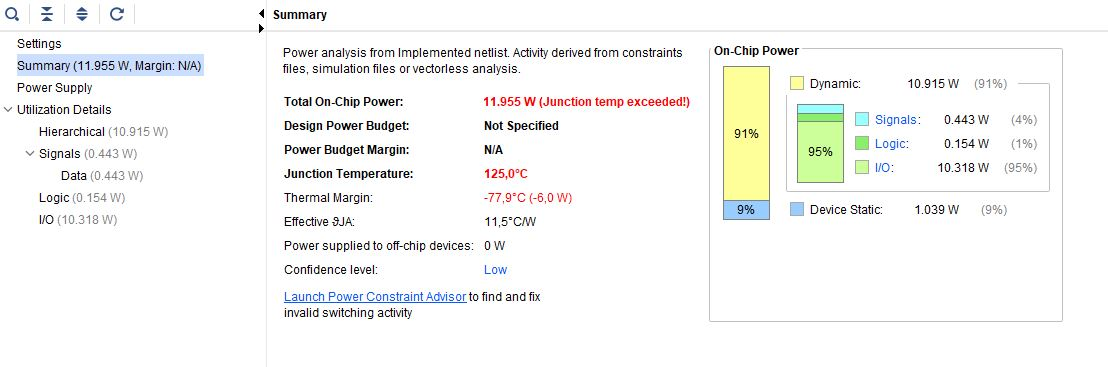 Settings
Summary (11.955 W, Margin: N/A)
Power Supply
Utilization Details
Hierarchical (10.915 W)
Signals (0.443 W)
Data (0.443 W)
Logic (0.154 W)
I/O (10.318 W)
Summary
Power analysis from Implemented netlist. Activity derived from constraints
files, simulation files or vectorless analysis.
Total On-Chip Power: 11.955 W (Junction temp exceeded!)
Design Power Budget: Not Specified
Power Budget Margin: N/A
Junction Temperature: 125,0°C
Thermal Margin: -77,9°C (-6,0 W)
Effective ϑJA: 11,5°C/W
Power supplied to off-chip devices: 0 W
Confidence level: Low
Launch Power Constraint Advisor to find and fix
invalid switching activity
On-Chip Power
91%
9%
Dynamic: 10.915 W (91%)
95%
Signals: 0.443 W (4%)
Logic: 0.154 W (1%)
I/O: 10.318 W (95%)
Device Static: 1.039 W (9%)